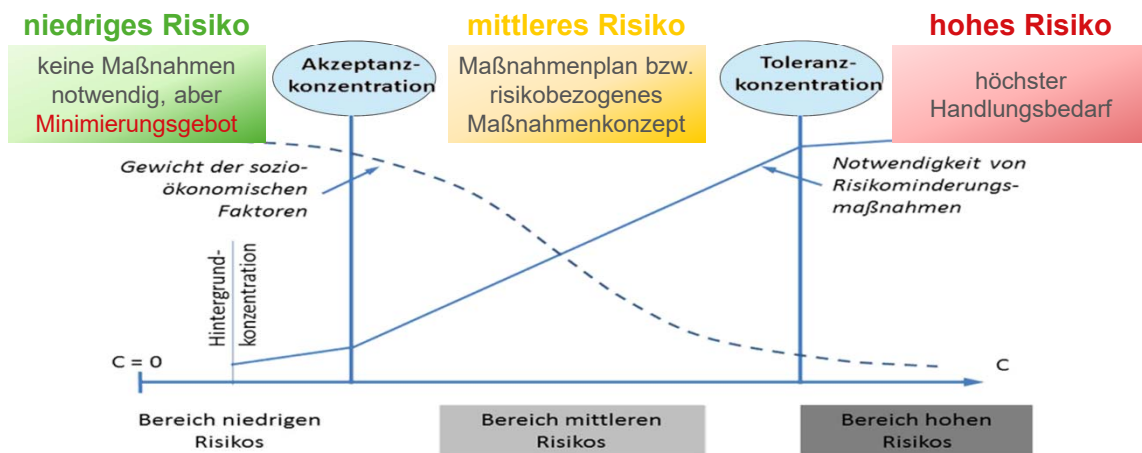 niedriges Risiko
keine Maßnahmen
notwendig, aber
Minimierungsgebot
Akzeptanz-
konzentration
mittleres Risiko
Maßnahmenplan bzw.
risikobezogenes
Maßnahmenkonzept
Toleranz-
konzentration
hohes Risiko
höchster
Handlungsbedarf
Gewicht der sozio-
ökonomischen
Faktoren
Notwendigkeit von
Risikominderungs-
maßnahmen
Hintergrund-
konzentration
C = 0
C
Bereich niedrigen
Risikos
Bereich mittleren
Risikos
Bereich hohen
Risikos